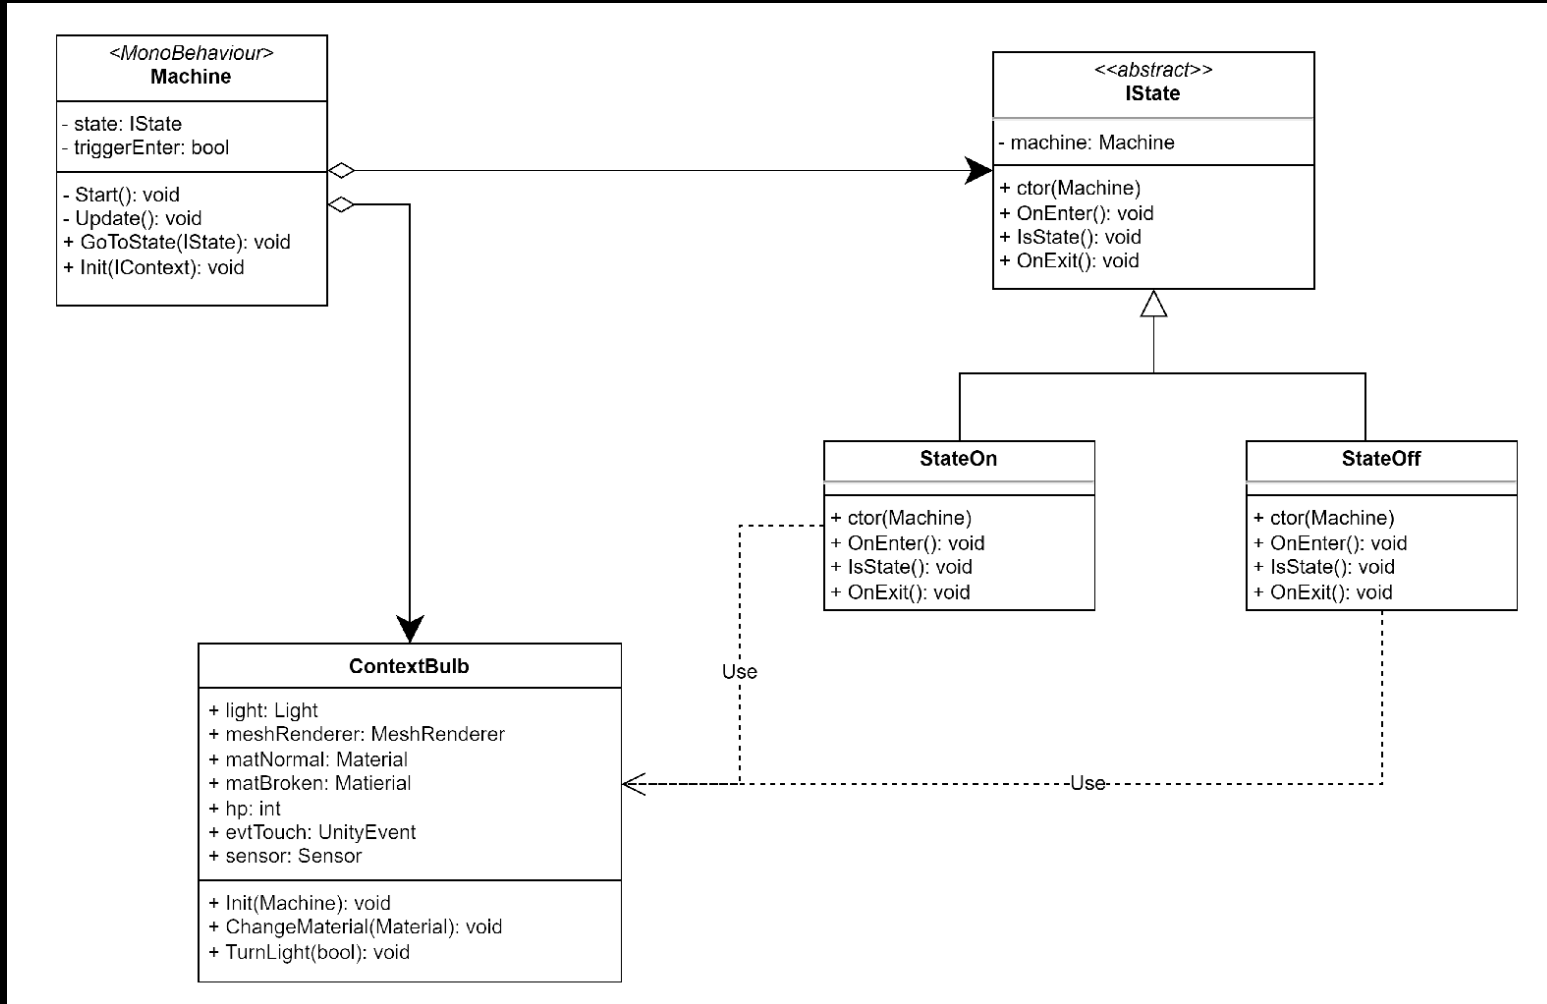 <MonoBehaviour>
Machine
- state: IState
- triggerEnter: bool
- Start(): void
- Update(): void
+ GoToState(IState): void
+ Init(IContext): void
<<abstract>>
IState
- machine: Machine
+ ctor(Machine)
+ OnEnter(): void
+ IsState(): void
+ OnExit(): void
StateOn
+ ctor(Machine)
+ OnEnter(): void
+ IsState(): void
+ OnExit(): void
StateOff
+ ctor(Machine)
+ OnEnter(): void
+ IsState(): void
+ OnExit(): void
Use
Use
ContextBulb
+ light: Light
+ meshRenderer: MeshRenderer
+ matNormal: Material
+ matBroken: Matierial
+ hp: int
+ evtTouch: UnityEvent
+ sensor: Sensor
+ Init(Machine): void
+ ChangeMaterial(Material): void
+ TurnLight(bool): void